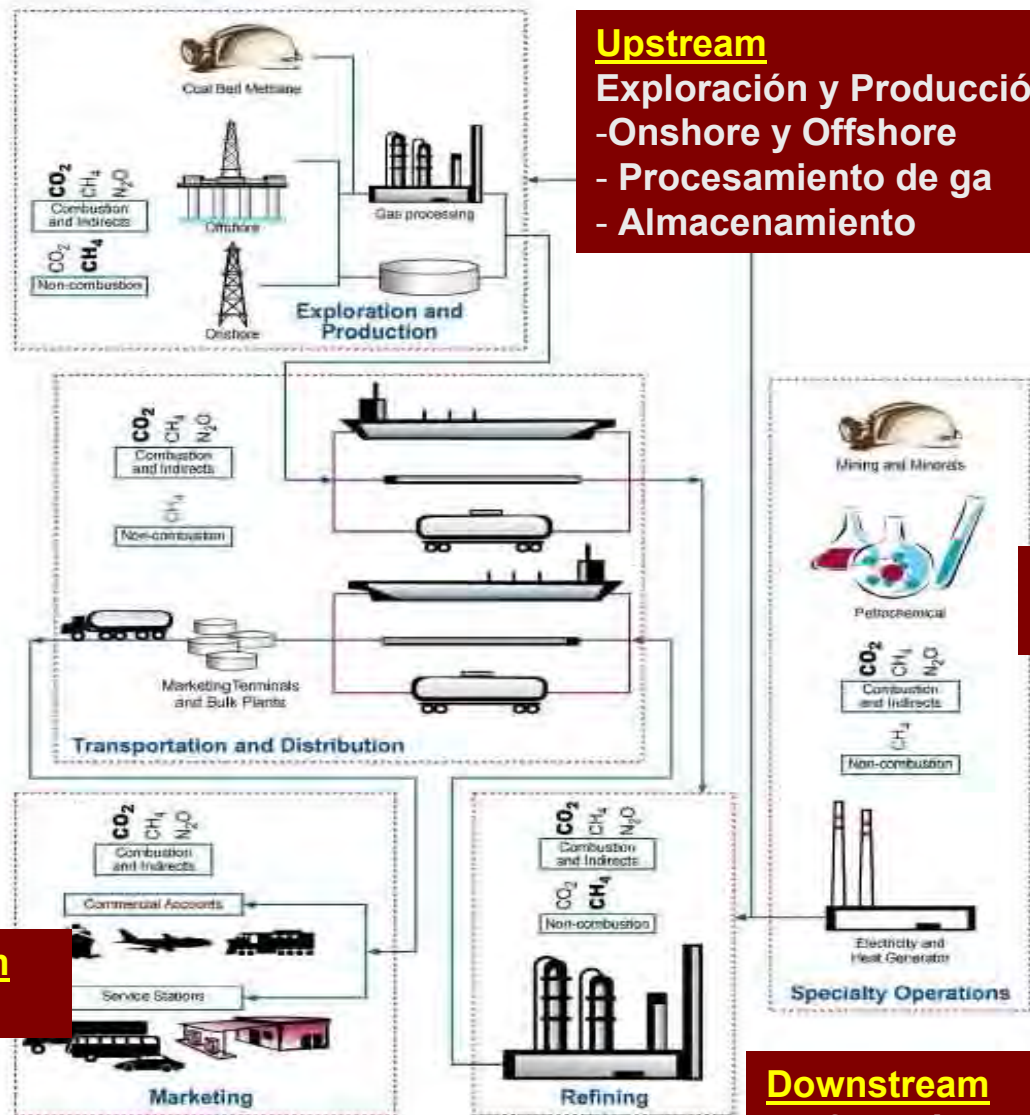 Upstream
Exploración y Producció
-Onshore y Offshore
- Procesamiento de ga
- Almacenamiento
Coal Bed Methane
CO₂ CH₄ N₂O
Combustion
and Indirects
Offshore
Gas processing
CO₂ CH₄
Non-combustion
Onshore
Exploration and
Production
CO₂ CH₄ N₂O
Combustion
and Indirects
CH₄
Non-combustion
Marketing Terminals
and Bulk Plants
Transportation and Distribution
Mining and Minerals
Petrochemical
CO₂ CH₄ N₂O
Combustion
and Indirects
CH₄
Non-combustion
Electricity and
Heat Generator
Specialty Operations
CO₂ CH₄ N₂O
Combustion
and Indirects
Commercial Accounts
Service Stations
Marketing
CO₂ CH₄ N₂O
Combustion
and Indirects
CO₂ CH₄
Non-combustion
Refining
Downstream